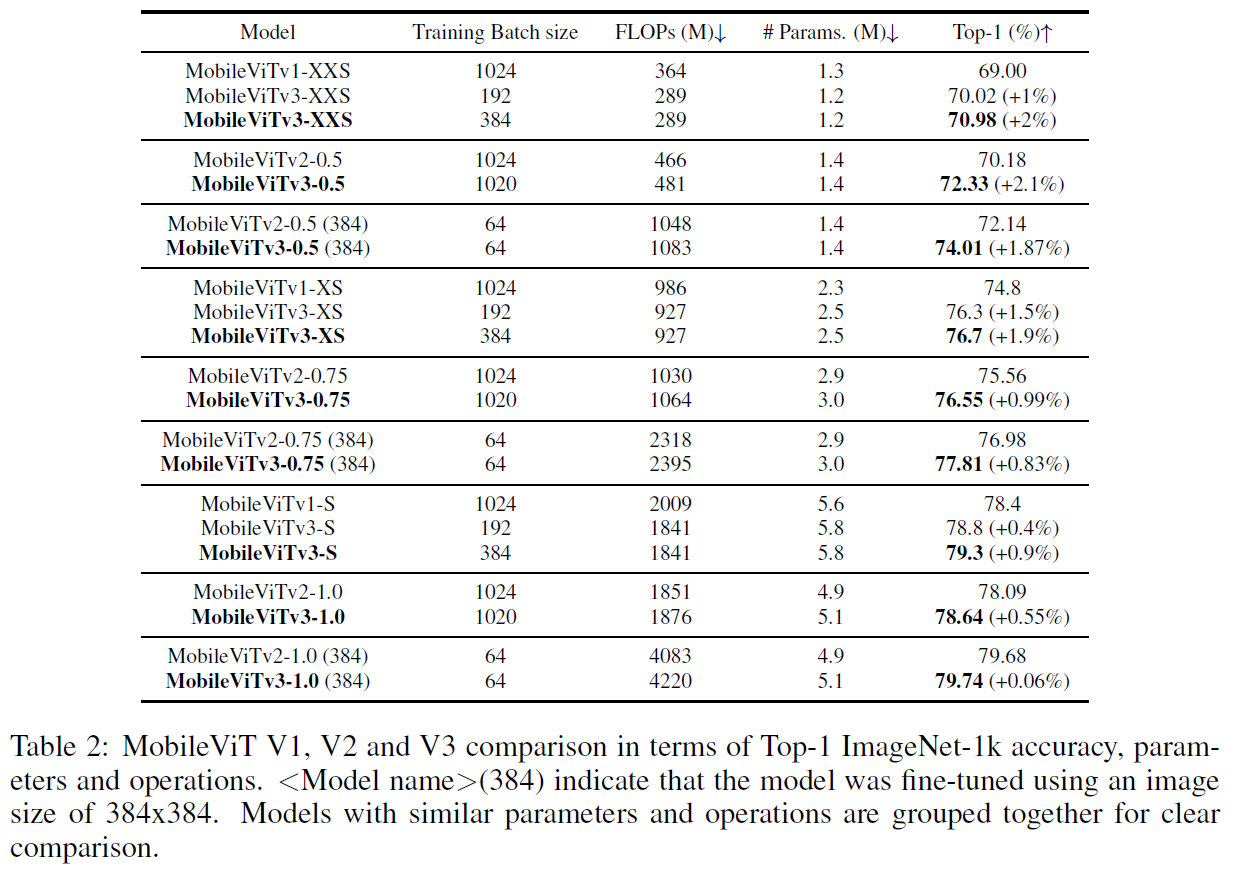 Model Training Batch size FLOPs (M)↓ # Params. (M)↓ Top-1 (%)↑
MobileViTv1-XXS 1024 364 1.3 69.00
MobileViTv3-XXS 192 289 1.2 70.02 (+1%)
MobileViTv3-XXS 384 289 1.2 70.98 (+2%)
MobileViTv2-0.5 1024 466 1.4 70.18
MobileViTv3-0.5 1020 481 1.4 72.33 (+2.1%)
MobileViTv2-0.5 (384) 64 1048 1.4 72.14
MobileViTv3-0.5 (384) 64 1083 1.4 74.01 (+1.87%)
MobileViTv1-XS 1024 986 2.3 74.8
MobileViTv3-XS 192 927 2.5 76.3 (+1.5%)
MobileViTv3-XS 384 927 2.5 76.7 (+1.9%)
MobileViTv2-0.75 1024 1030 2.9 75.56
MobileViTv3-0.75 1020 1064 3.0 76.55 (+0.99%)
MobileViTv2-0.75 (384) 64 2318 2.9 76.98
MobileViTv3-0.75 (384) 64 2395 3.0 77.81 (+0.83%)
MobileViTv1-S 1024 2009 5.6 78.4
MobileViTv3-S 192 1841 5.8 78.8 (+0.4%)
MobileViTv3-S 384 1841 5.8 79.3 (+0.9%)
MobileViTv2-1.0 1024 1851 4.9 78.09
MobileViTv3-1.0 1020 1876 5.1 78.64 (+0.55%)
MobileViTv2-1.0 (384) 64 4083 4.9 79.68
MobileViTv3-1.0 (384) 64 4220 5.1 79.74 (+0.06%)
Table 2: MobileViT V1, V2 and V3 comparison in terms of Top-1 ImageNet-1k accuracy, param-
eters and operations. <Model name>(384) indicate that the model was fine-tuned using an image
size of 384x384. Models with similar parameters and operations are grouped together for clear
comparison.